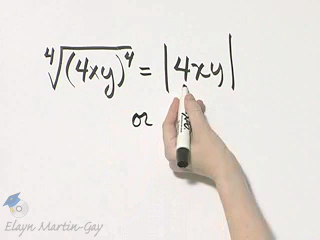 ⁴√(4xy)⁴ = |4xy|
or
Elayn Martin-Gay